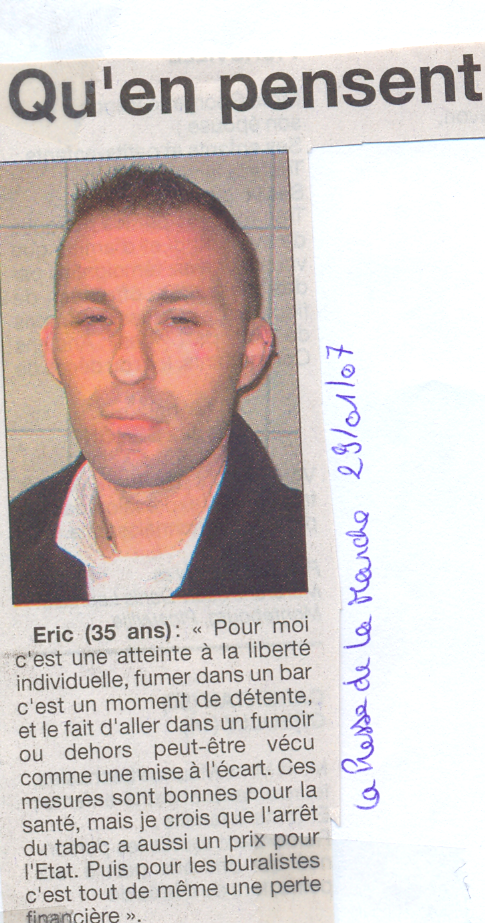 Qu'en pensent
Eric (35 ans) : « Pour moi
c'est une atteinte à la liberté
individuelle, fumer dans un bar
c'est un moment de détente,
et le fait d'aller dans un fumoir
ou dehors peut-être vécu
comme une mise à l'écart. Ces
mesures sont bonnes pour la
santé, mais je crois que l'arrêt
du tabac a aussi un prix pour
l'Etat. Puis pour les buralistes
c'est tout de même une perte
financière ».
La Presse de La Manche 29/01/07